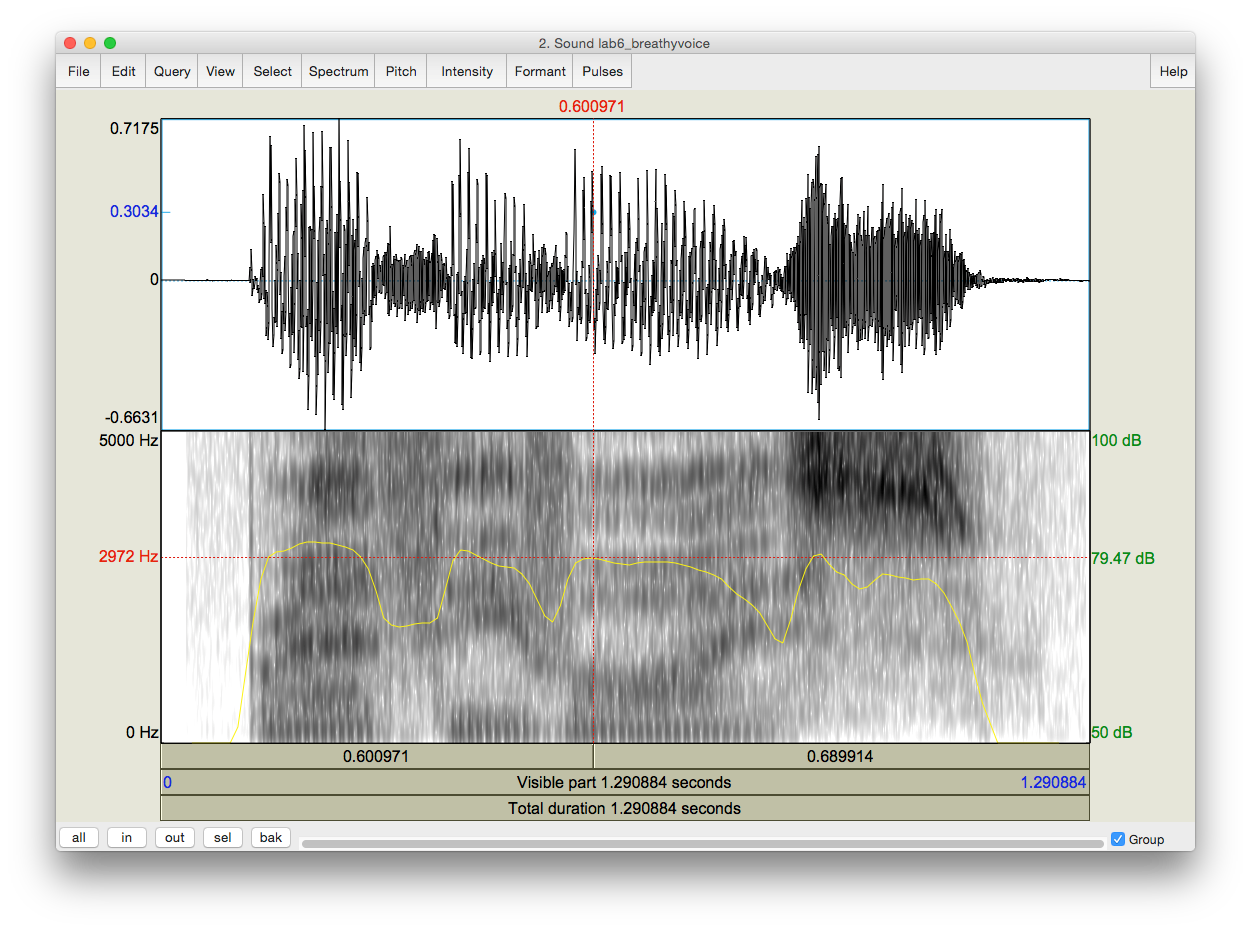 2. Sound lab6_breathyvoice
File Edit Query View Select Spectrum Pitch Intensity Formant Pulses Help
0.600971
0.7175
0.3034
0
-0.6631
5000 Hz 100 dB
2972 Hz 79.47 dB
0 Hz 50 dB
0.600971 0.689914
0 Visible part 1.290884 seconds 1.290884
Total duration 1.290884 seconds
all in out sel bak Group